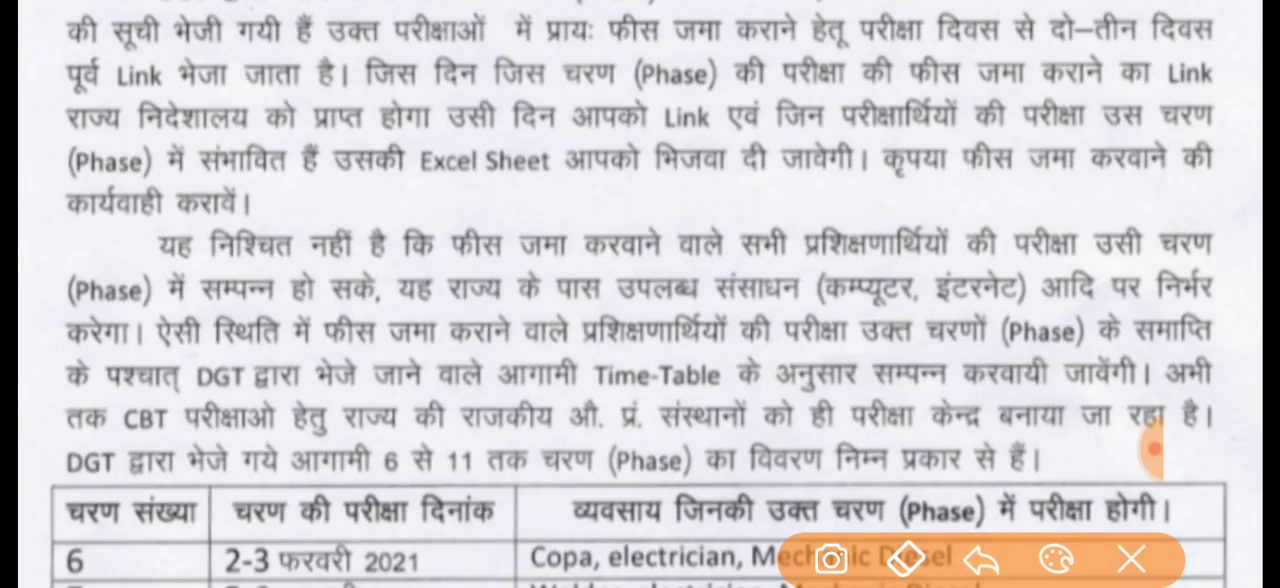 की सूची भेजी गयी हैं उक्त परीक्षाओं में प्रायः फीस जमा कराने हेतू परीक्षा दिवस से दो–तीन दिवस
पूर्व Link भेजा जाता है। जिस दिन जिस चरण (Phase) की परीक्षा की फीस जमा कराने का Link
राज्य निदेशालय को प्राप्त होगा उसी दिन आपको Link एवं जिन परीक्षार्थियों की परीक्षा उस चरण
(Phase) में संभावित हैं उसकी Excel Sheet आपको भिजवा दी जावेगी। कृपया फीस जमा करवाने की
कार्यवाही करावें।
यह निश्चित नहीं है कि फीस जमा करवाने वाले सभी प्रशिक्षणार्थियों की परीक्षा उसी चरण
(Phase) में सम्पन्न हो सके, यह राज्य के पास उपलब्ध संसाधन (कम्प्यूटर, इंटरनेट) आदि पर निर्भर
करेगा। ऐसी स्थिति में फीस जमा कराने वाले प्रशिक्षणार्थियों की परीक्षा उक्त चरणों (Phase) के समाप्ति
के पश्चात् DGT द्वारा भेजे जाने वाले आगामी Time-Table के अनुसार सम्पन्न करवायी जावेंगी। अभी
तक CBT परीक्षाओ हेतु राज्य की राजकीय औ. प्रं. संस्थानों को ही परीक्षा केन्द्र बनाया जा रहा है।
DGT द्वारा भेजे गये आगामी 6 से 11 तक चरण (Phase) का विवरण निम्न प्रकार से हैं।
चरण संख्या चरण की परीक्षा दिनांक व्यवसाय जिनकी उक्त चरण (Phase) में परीक्षा होगी।
6 2-3 फरवरी 2021 Copa, electrician, Mechanic Diesel